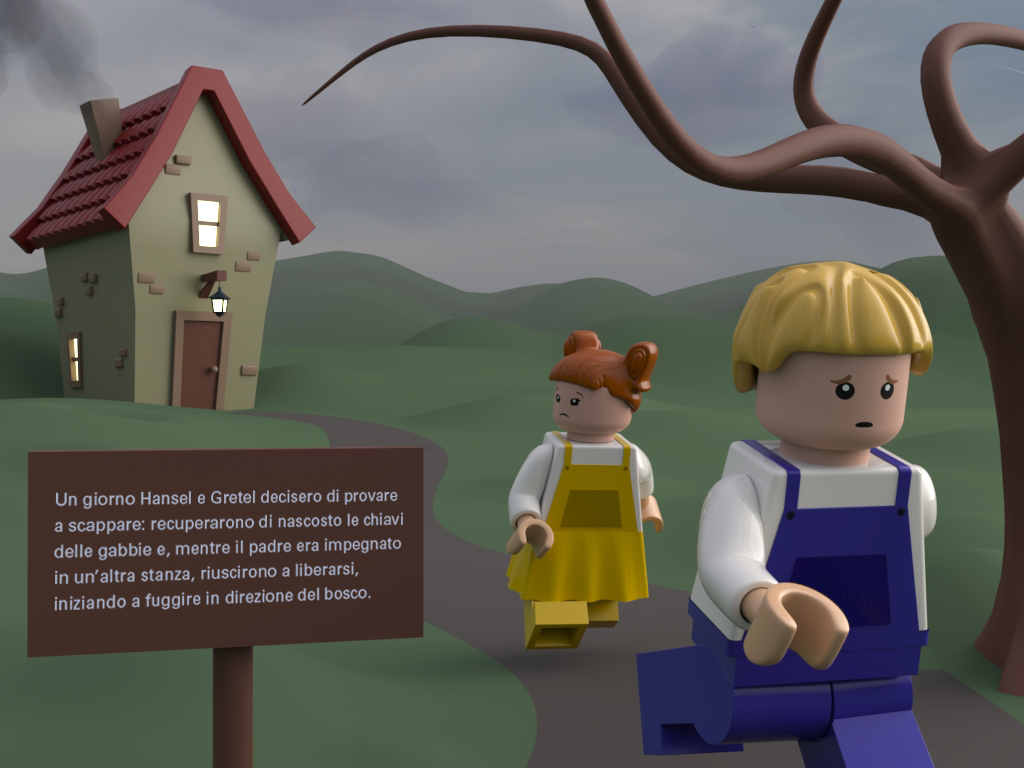 Un giorno Hansel e Gretel decisero di provare
a scappare: recuperarono di nascosto le chiavi
delle gabbie e, mentre il padre era impegnato
in un’altra stanza, riuscirono a liberarsi,
iniziando a fuggire in direzione del bosco.